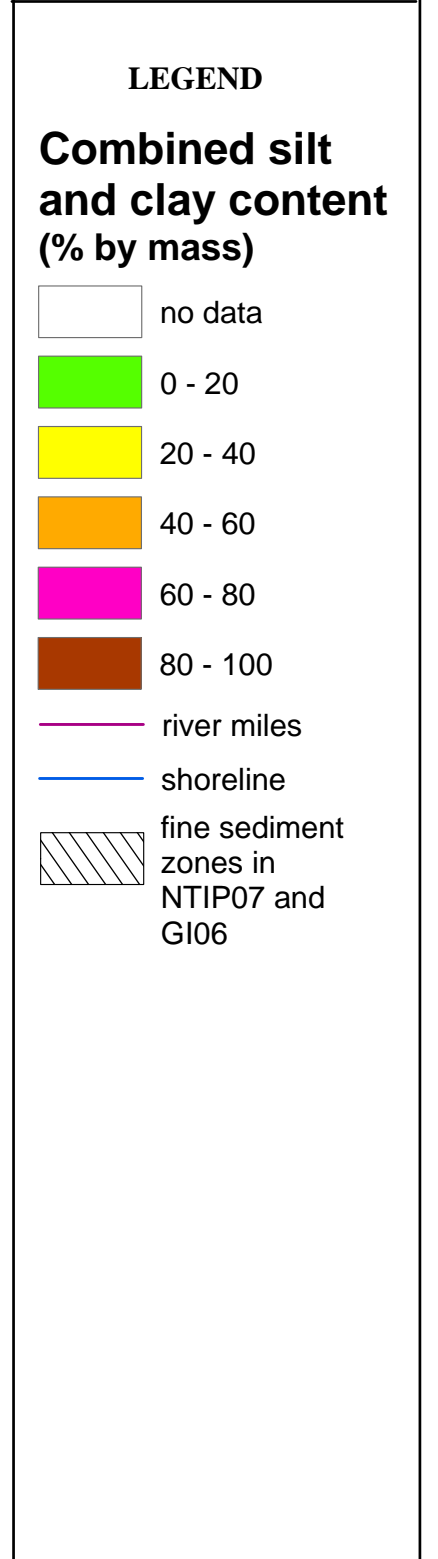 LEGEND
Combined silt
and clay content
(% by mass)
no data
0 - 20
20 - 40
40 - 60
60 - 80
80 - 100
river miles
shoreline
fine sediment
zones in
NTIP07 and
GI06